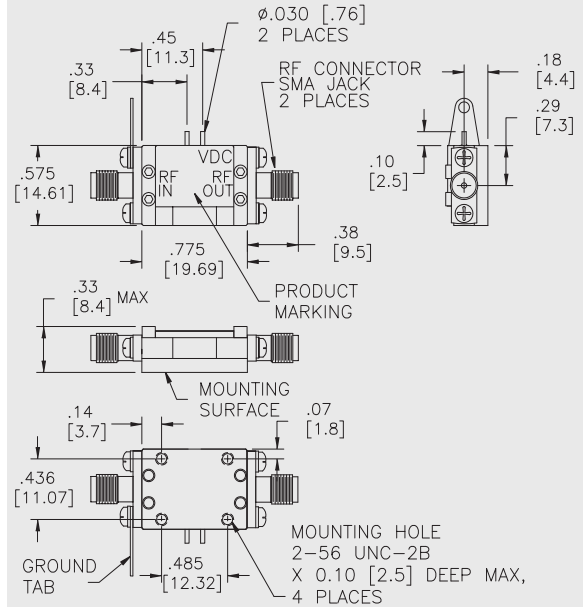 ø.030 [.76]
2 PLACES
.45
[11.3]
.33
[8.4]
RF CONNECTOR
SMA JACK
2 PLACES
.18
[4.4]
.29
[7.3]
.10
[2.5]
VDC
RF
IN
RF
OUT
.575
[14.61]
.775
[19.69]
.38
[9.5]
PRODUCT
MARKING
.33
[8.4] MAX
MOUNTING
SURFACE
.14
[3.7]
.07
[1.8]
.436
[11.07]
GROUND
TAB
.485
[12.32]
MOUNTING HOLE
2-56 UNC-2B
X 0.10 [2.5] DEEP MAX,
4 PLACES